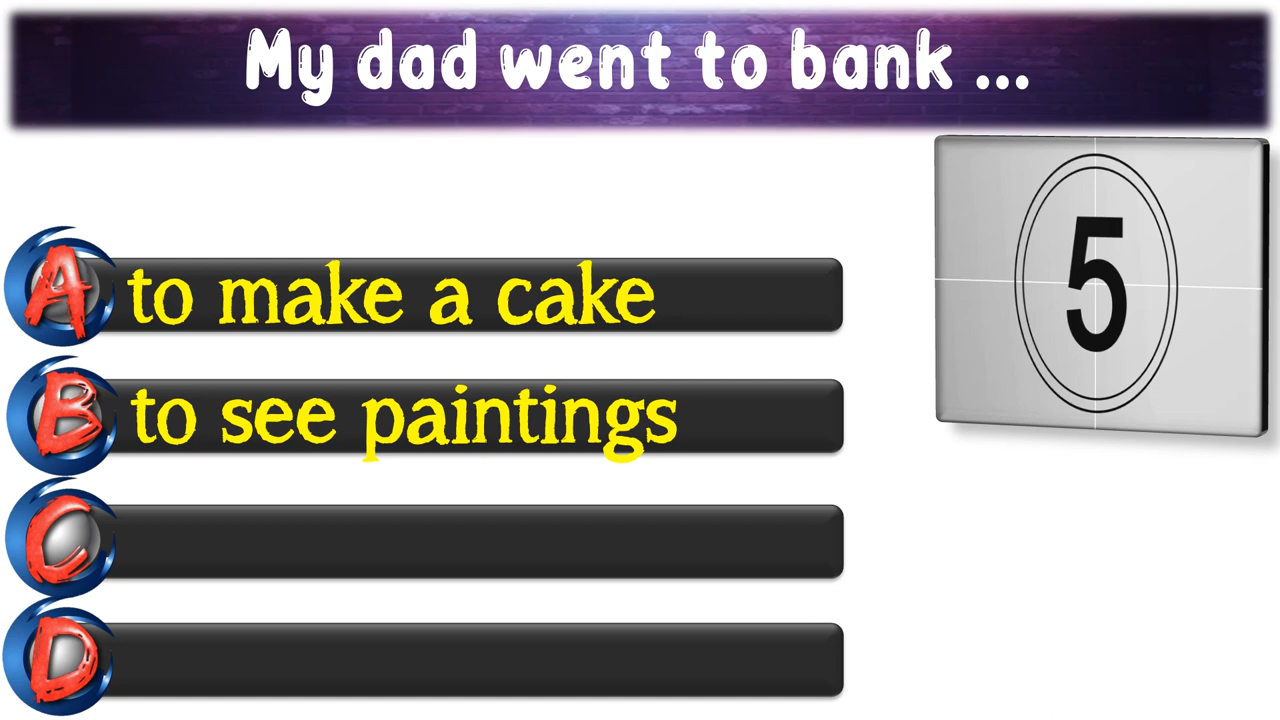 My dad went to bank ...
A to make a cake
5
B to see paintings
C
D